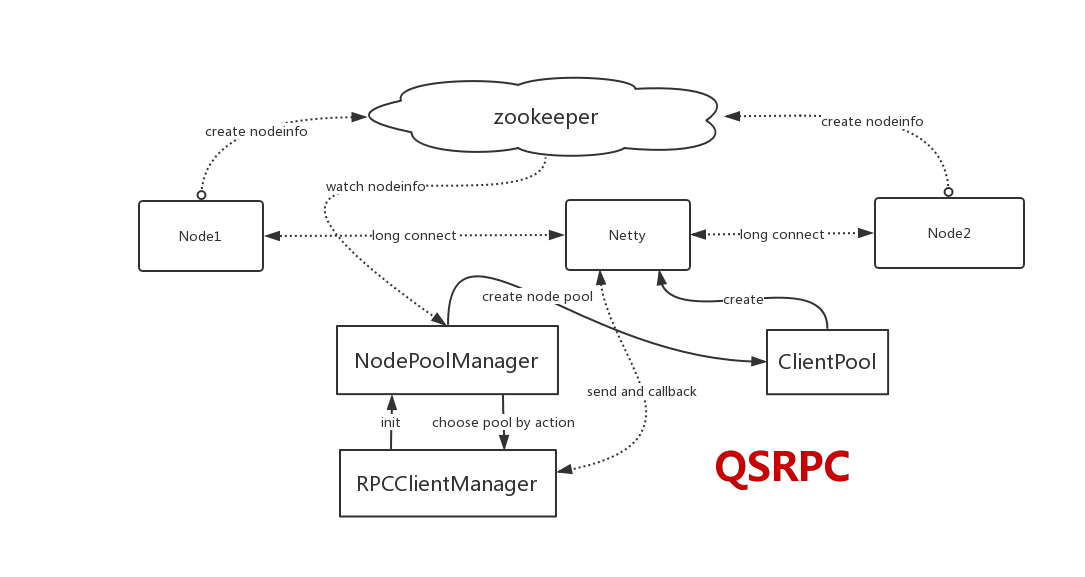 zookeeper
create nodeinfo
create nodeinfo
watch nodeinfo
Node1
long connect
Netty
long connect
Node2
create node pool
create
NodePoolManager
ClientPool
send and callback
init
choose pool by action
RPCClientManager
QSRPC